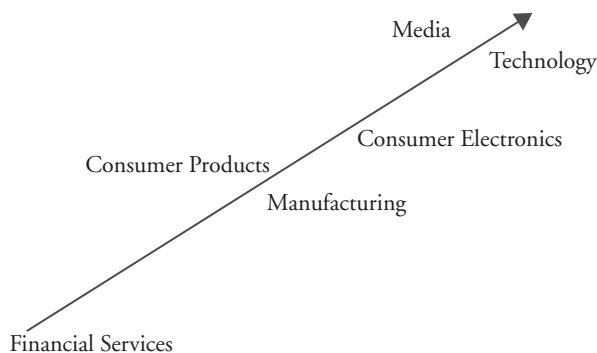 Media
Technology
Consumer Electronics
Consumer Products
Manufacturing
Financial Services